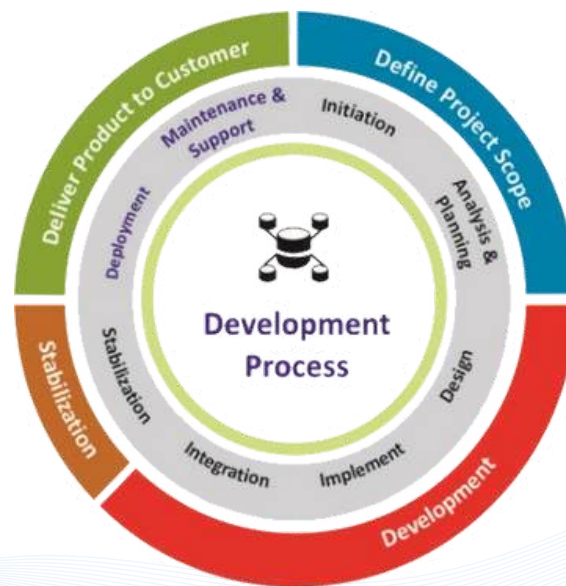 Define Project Scope
Development
Stabilization
Deliver Product to Customer
Initiation
Analysis &
Planning
Design
Implement
Integration
Stabilization
Deployment
Maintenance &
Support
Development
Process